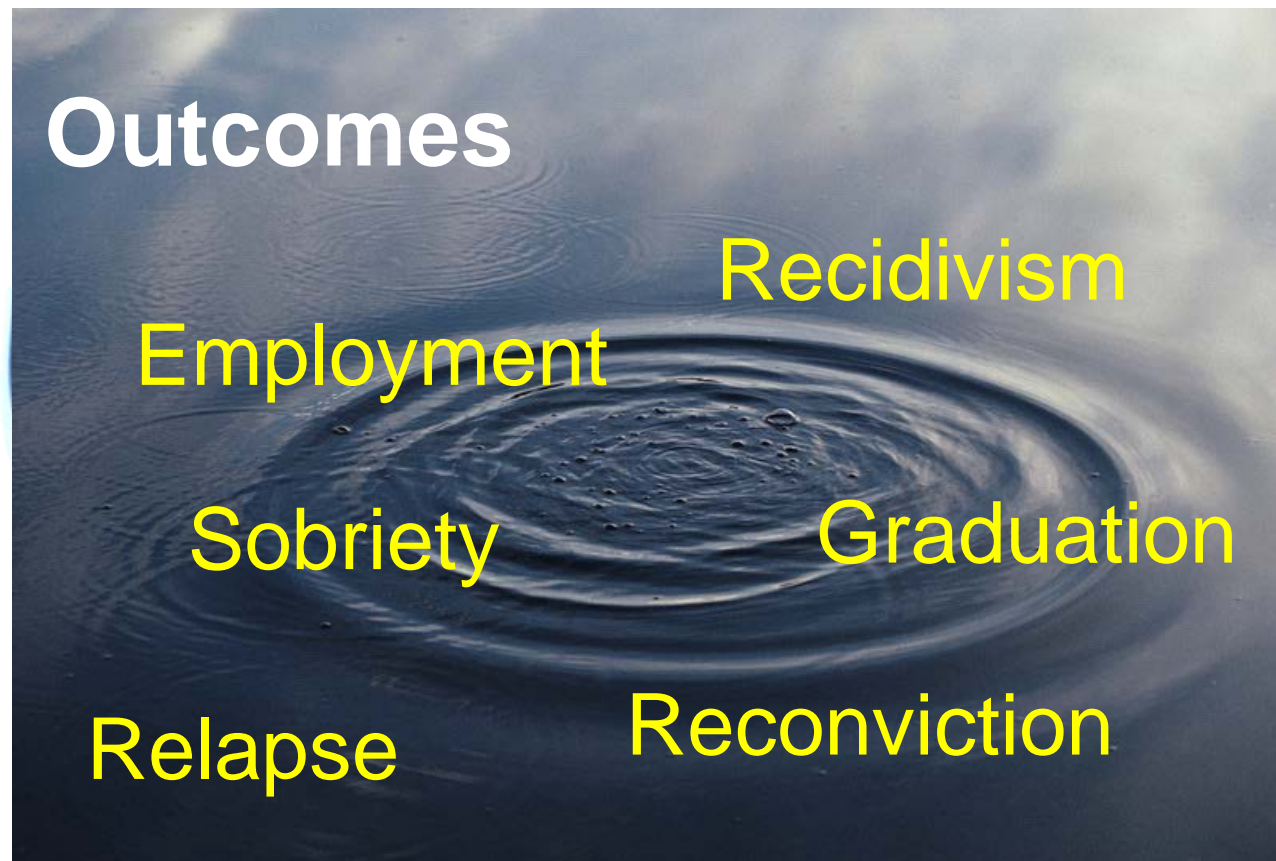 Outcomes
Recidivism
Employment
Sobriety
Graduation
Relapse
Reconviction